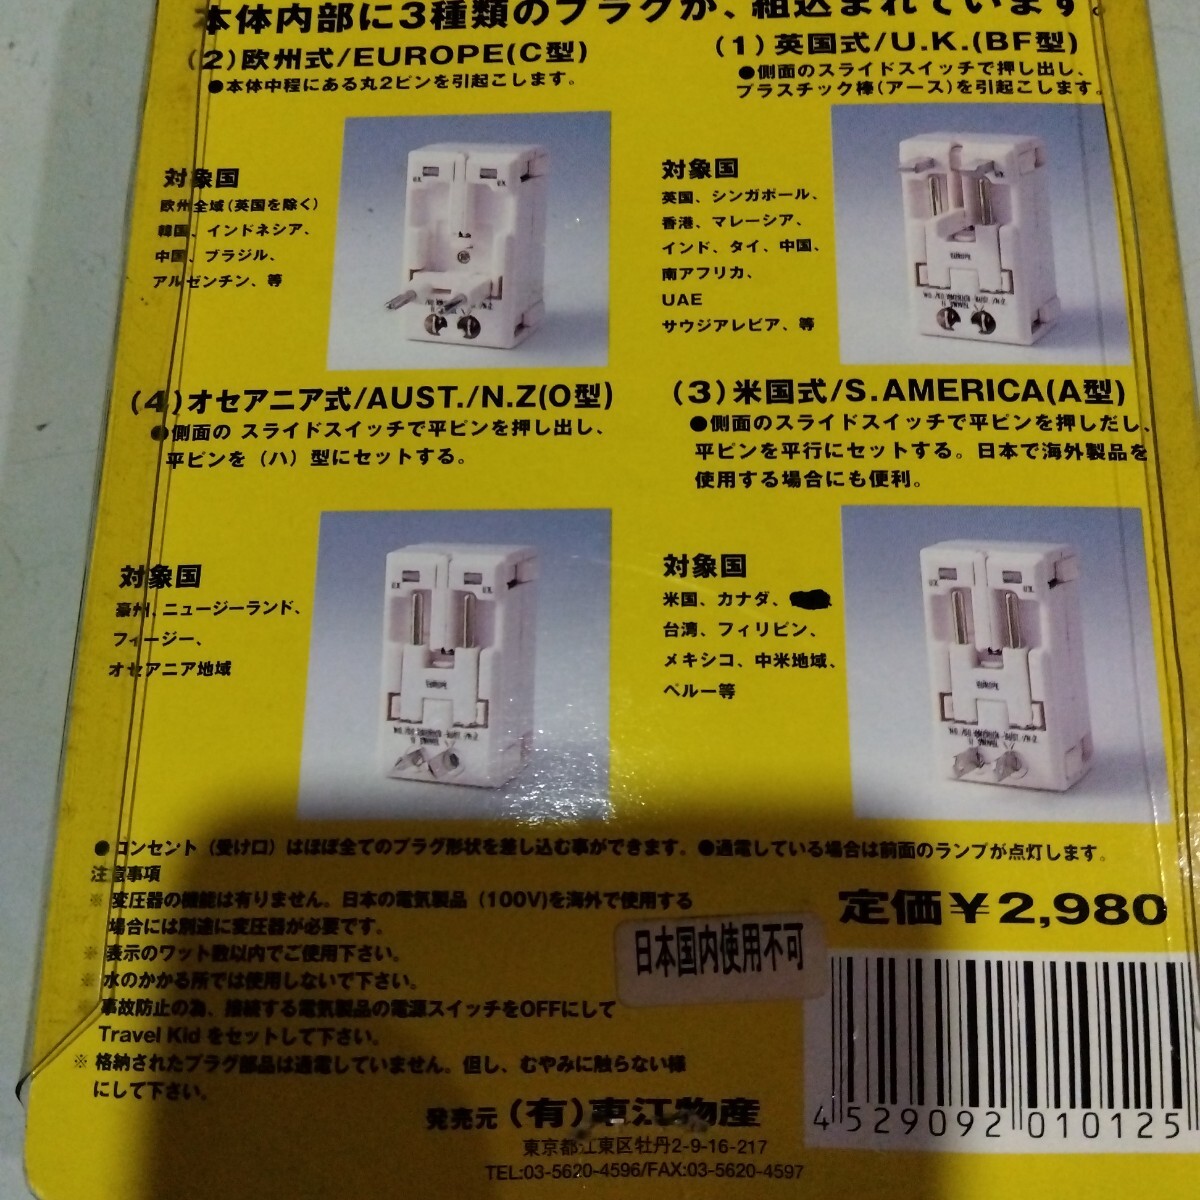 本体内部に3種類のプラグが、組込まれています。
(2)欧州式/EUROPE(C型)
●本体中程にある丸2ピンを引起こします。
対象国
欧州全域(英国を除く)
韓国、インドネシア、
中国、ブラジル、
アルゼンチン、等
(1)英国式/U.K.(BF型)
●側面のスライドスイッチで押し出し、
プラスチック棒(アース)を引起こします。
対象国
英国、シンガポール、
香港、マレーシア、
インド、タイ、中国、
南アフリカ、
UAE
サウジアレビア、等
(4)オセアニア式/AUST./N.Z(O型)
●側面の スライドスイッチで平ピンを押し出し、
平ピンを(ハ)型にセットする。
対象国
豪州、ニュージーランド、
フィージー、
オセアニア地域
(3)米国式/S.AMERICA(A型)
●側面のスライドスイッチで平ピンを押しだし、
平ピンを平行にセットする。日本で海外製品を
使用する場合にも便利。
対象国
米国、カナダ、
台湾、フィリピン、
メキシコ、中米地域、
ペルー等
EUROPE
EUROPE
EUROPE
●コンセント(受け口)はほぼ全てのプラグ形状を差し込む事ができます。●通電している場合は前面のランプが点灯します。
注意事項
※ 変圧器の機能は有りません。日本の電気製品(100V)を海外で使用する
場合には別途に変圧器が必要です。
※ 表示のワット数以内でご使用下さい。
※ 水のかかる所では使用しないで下さい。
※ 事故防止の為、接続する電気製品の電源スイッチをOFFにして
Travel Kid をセットして下さい。
※ 格納されたプラグ部品は通電していません。但し、むやみに触らない様
にして下さい。
定価¥2,980
日本国内使用不可
4529092010125
発売元 (有)東江物産
東京都江東区牡丹2-9-16-217
TEL:03-5620-4596/FAX:03-5620-4597